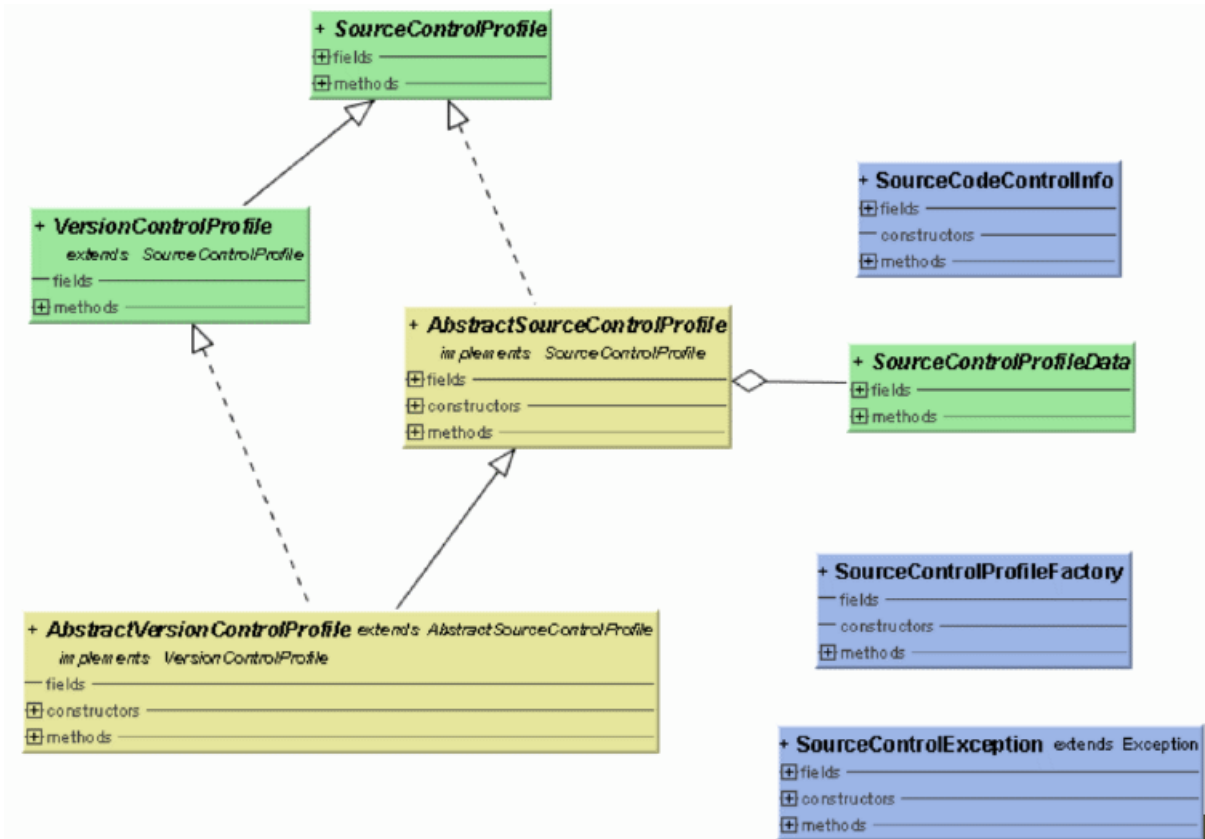 + SourceControlProfile
+ fields
+ methods
+ VersionControlProfile
extends SourceControlProfile
fields
+ methods
+ SourceCodeControlInfo
+ fields
constructors
+ methods
+ AbstractSourceControlProfile
implements SourceControlProfile
+ fields
+ constructors
+ methods
+ SourceControlProfileData
+ fields
+ methods
+ SourceControlProfileFactory
fields
constructors
+ methods
+ AbstractVersionControlProfile extends AbstractSourceControlProfile
implements VersionControlProfile
fields
+ constructors
+ methods
+ SourceControlException extends Exception
+ fields
+ constructors
+ methods